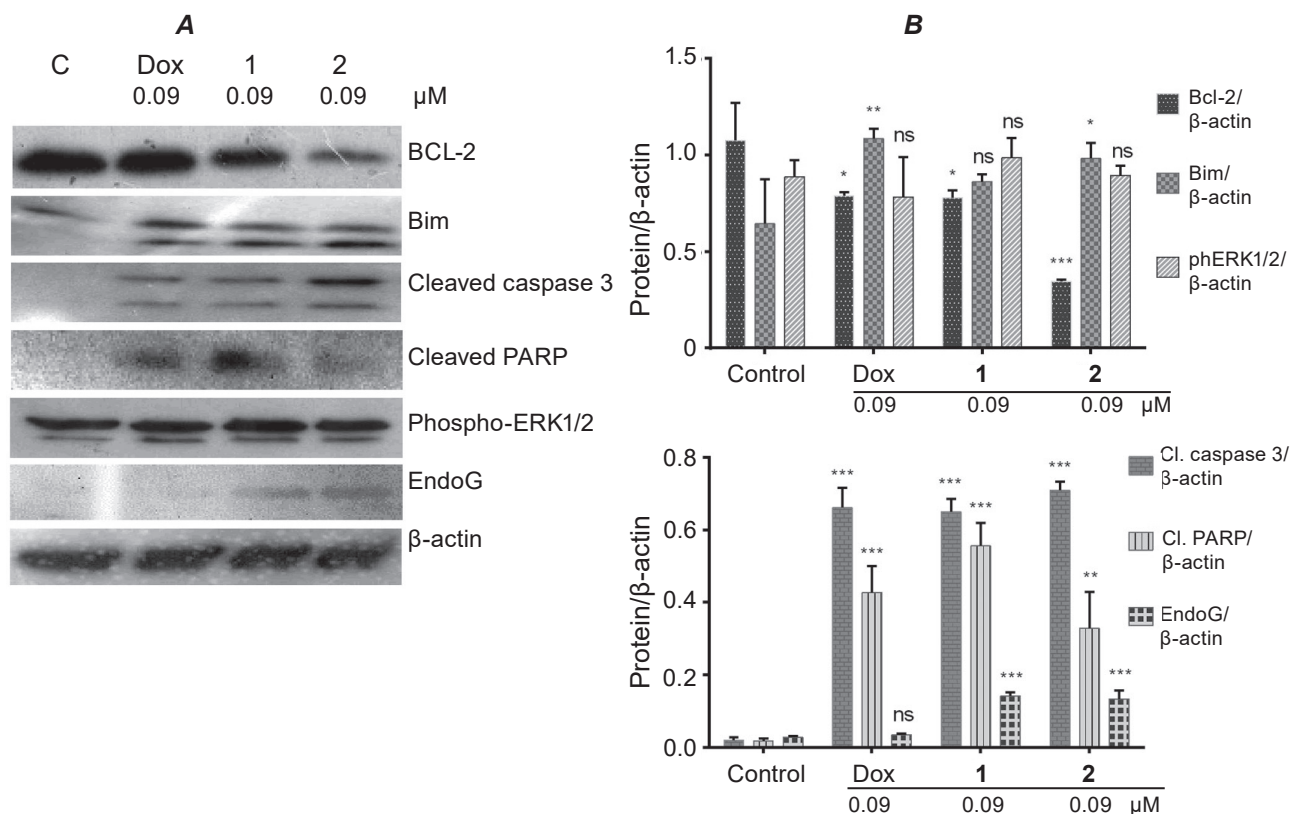 A
C Dox 1 2
0.09 0.09 0.09 µM
BCL-2
Bim
Cleaved caspase 3
Cleaved PARP
Phospho-ERK1/2
EndoG
β-actin
B
Protein/β-actin
1.5
1.0
0.5
0
* ** ns
* ns ns
*** * ns
Control Dox 1 2
0.09 0.09 0.09 µM
Bcl-2/
β-actin
Bim/
β-actin
phERK1/2/
β-actin
Protein/β-actin
0.8
0.6
0.4
0.2
0.0
*** *** ns
*** *** ***
*** ** ***
Control Dox 1 2
0.09 0.09 0.09 µM
Cl. caspase 3/
β-actin
Cl. PARP/
β-actin
EndoG/
β-actin